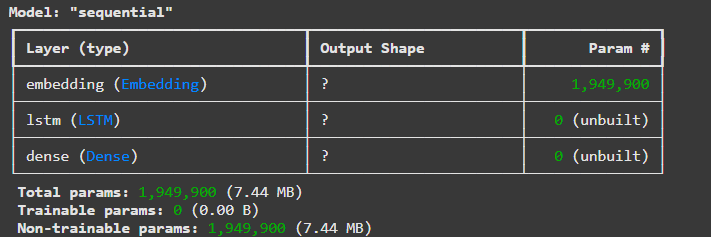 Model: "sequential"
Layer (type) Output Shape Param #
embedding (Embedding) ? 1,949,900
lstm (LSTM) ? 0 (unbuilt)
dense (Dense) ? 0 (unbuilt)
Total params: 1,949,900 (7.44 MB)
Trainable params: 0 (0.00 B)
Non-trainable params: 1,949,900 (7.44 MB)